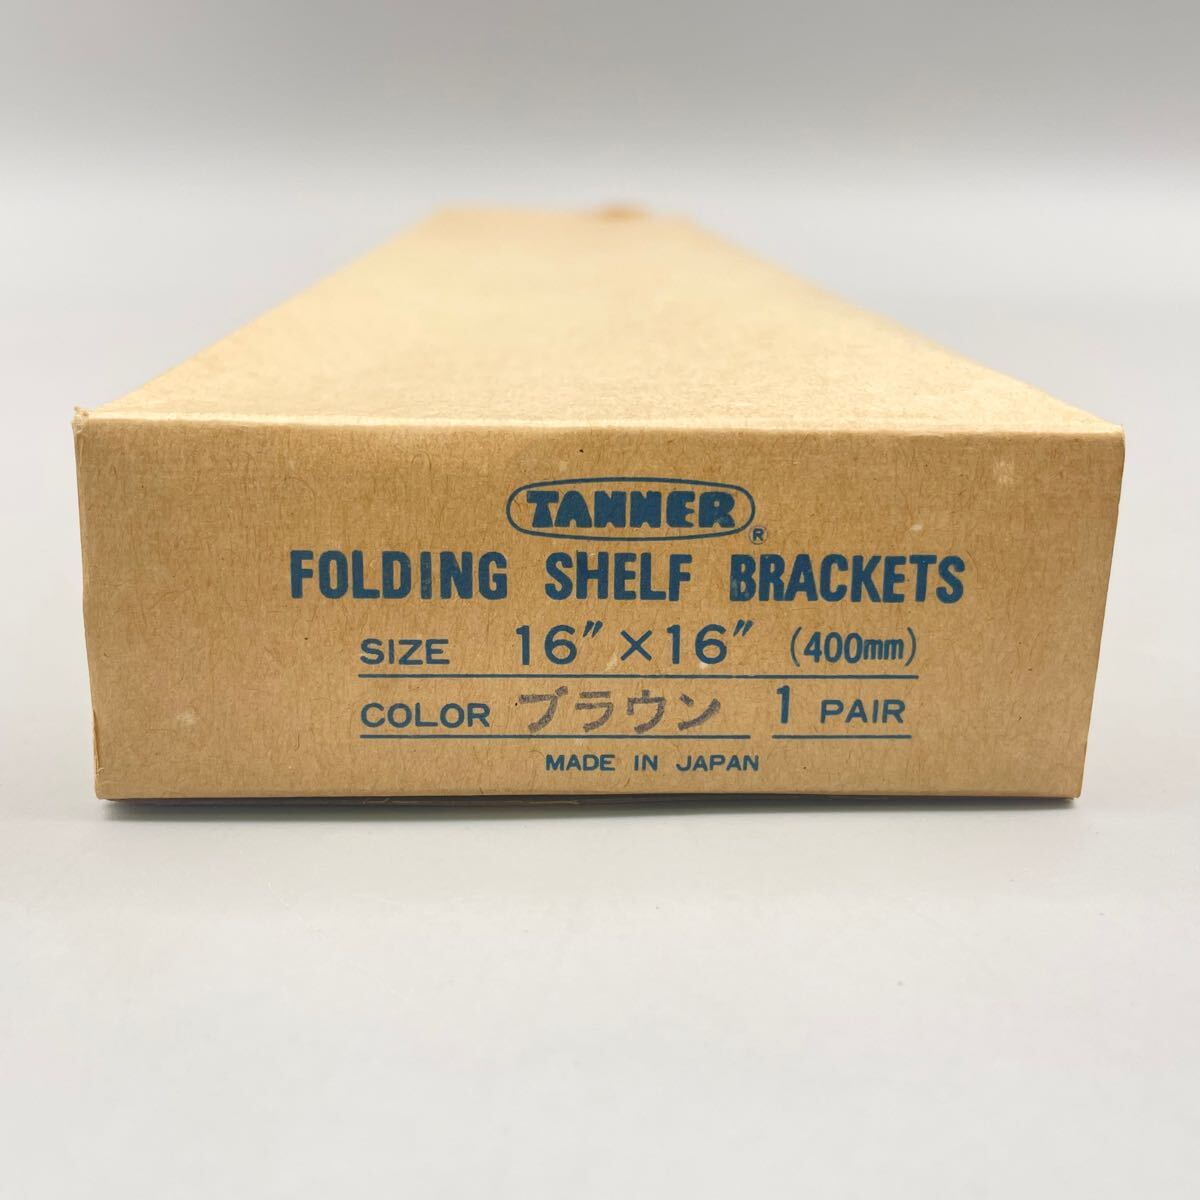 TANNER ®
FOLDING SHELF BRACKETS
SIZE 16″×16″ (400mm)
COLOR ブラウン 1 PAIR
MADE IN JAPAN